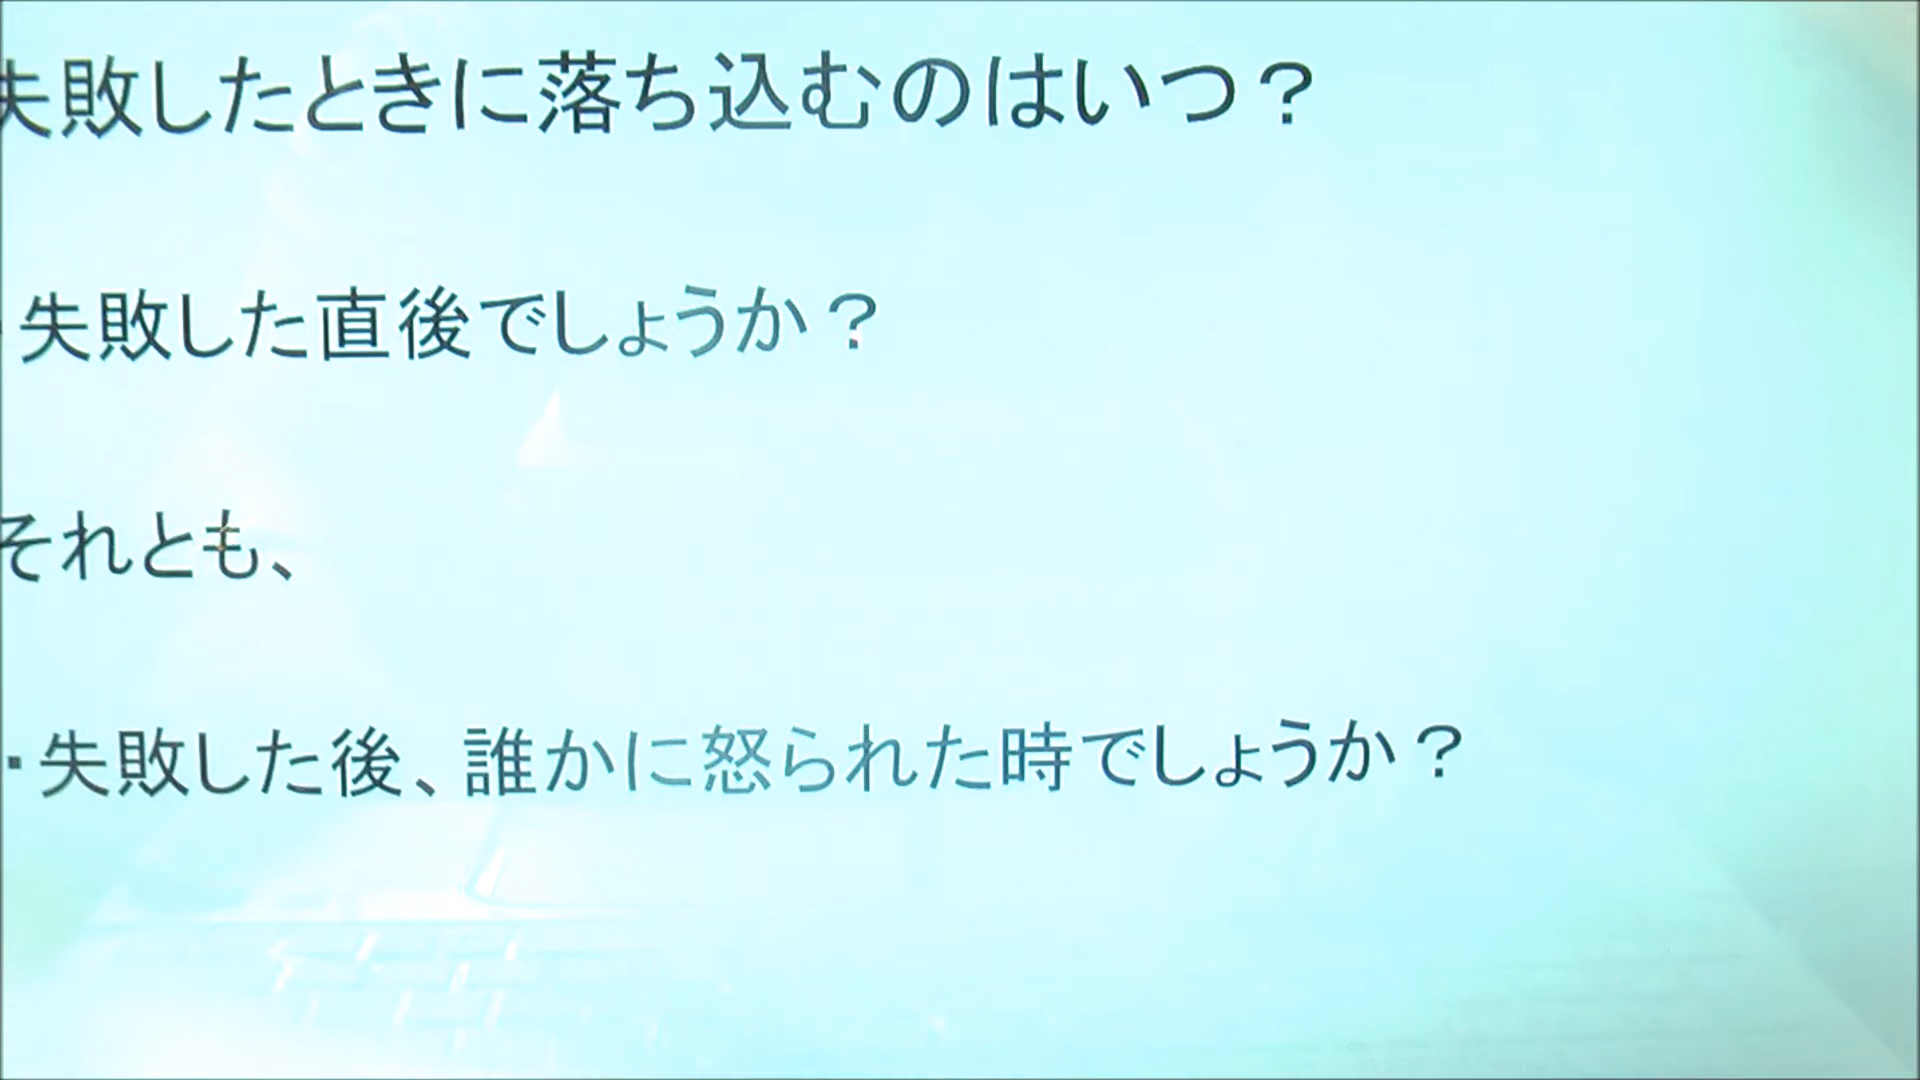 失敗したときに落ち込むのはいつ？
・失敗した直後でしょうか？
それとも、
・失敗した後、誰かに怒られた時でしょうか？